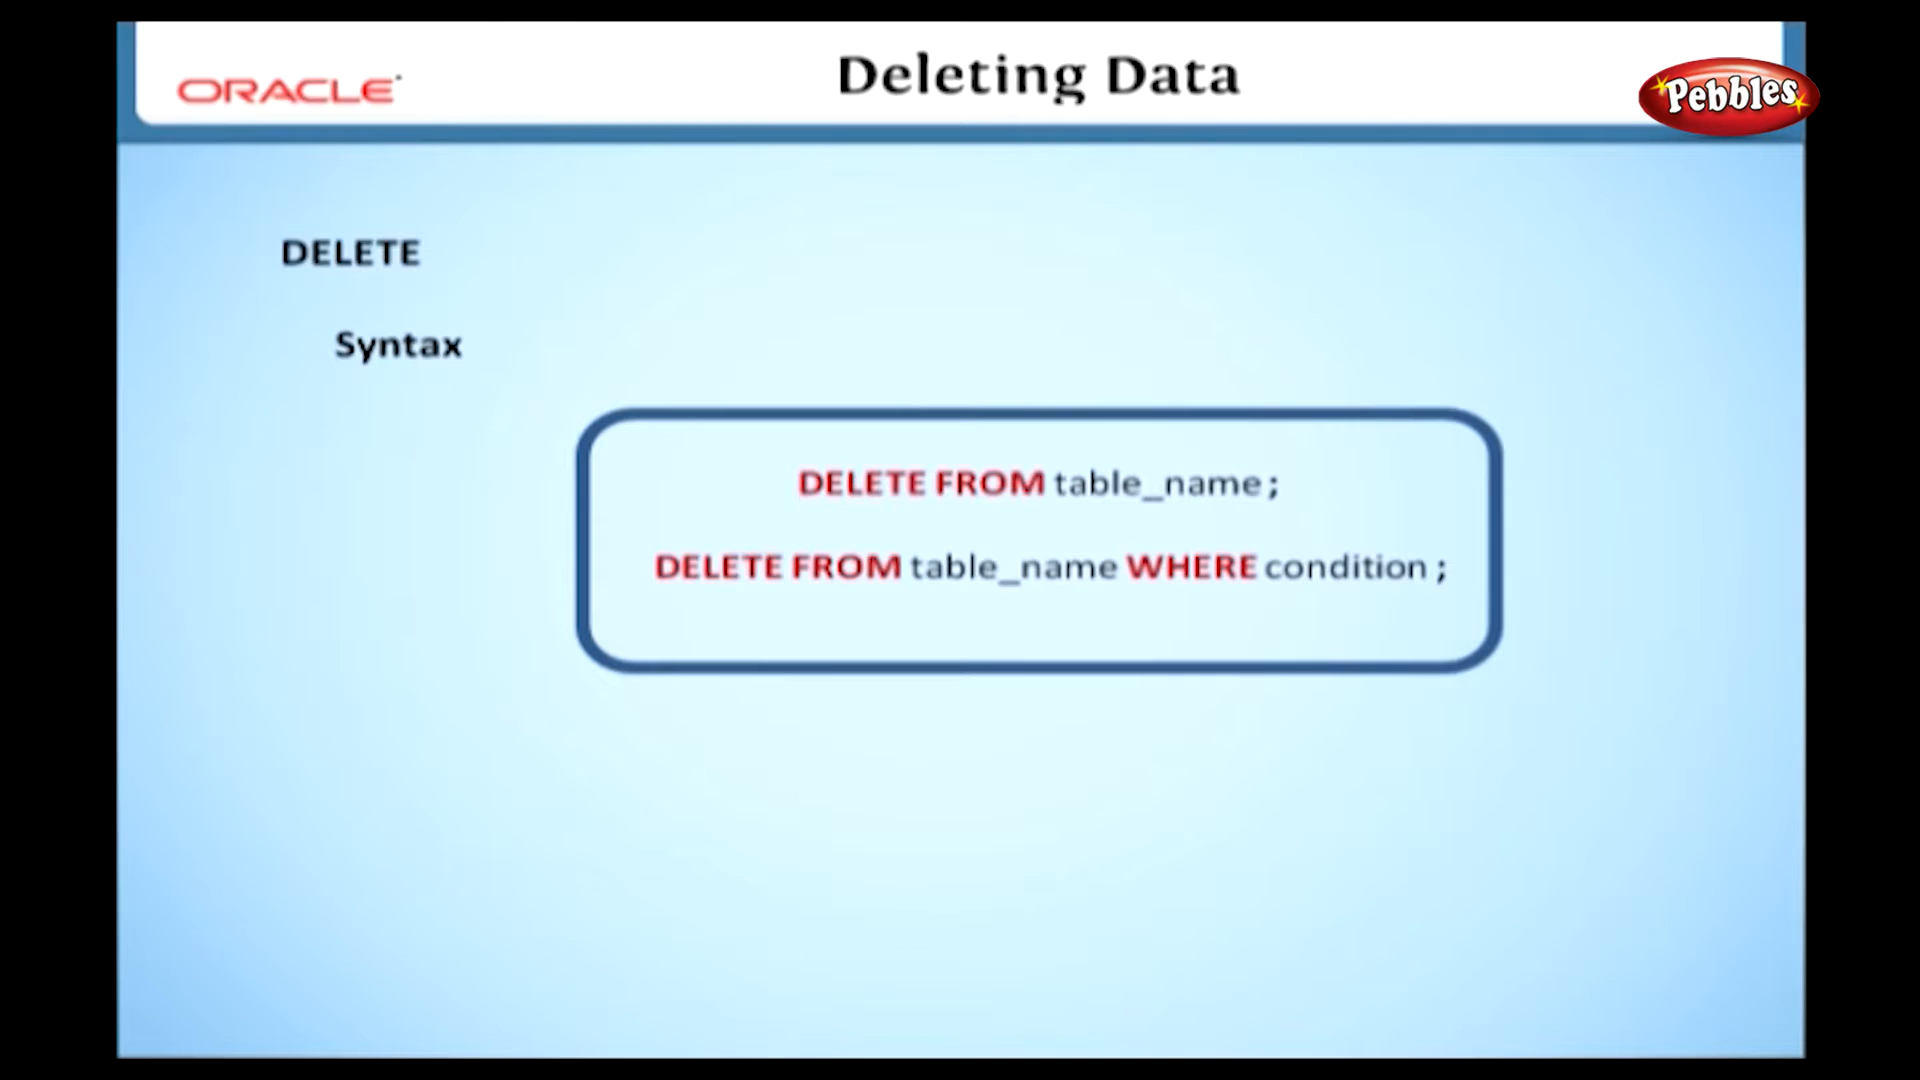 Deleting Data
ORACLE
Pebbles
DELETE
Syntax
DELETE FROM table_name ;
DELETE FROM table_name WHERE condition ;